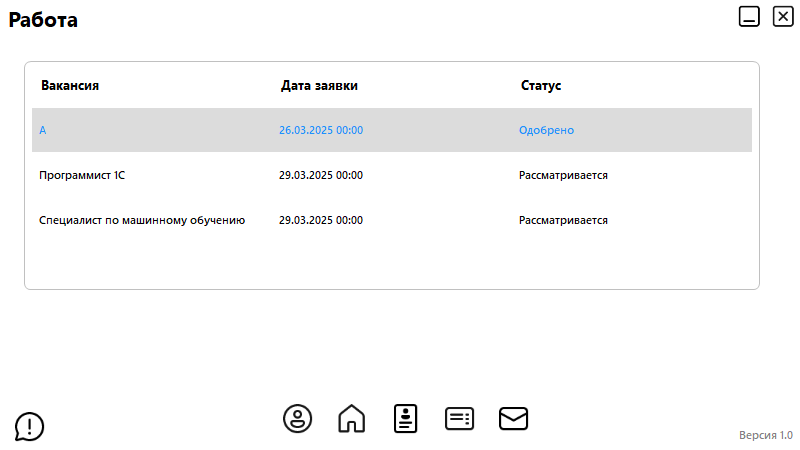 Работа
Вакансия Дата заявки Статус
А 26.03.2025 00:00 Одобрено
Программист 1С 29.03.2025 00:00 Рассматривается
Специалист по машинному обучению 29.03.2025 00:00 Рассматривается
Версия 1.0